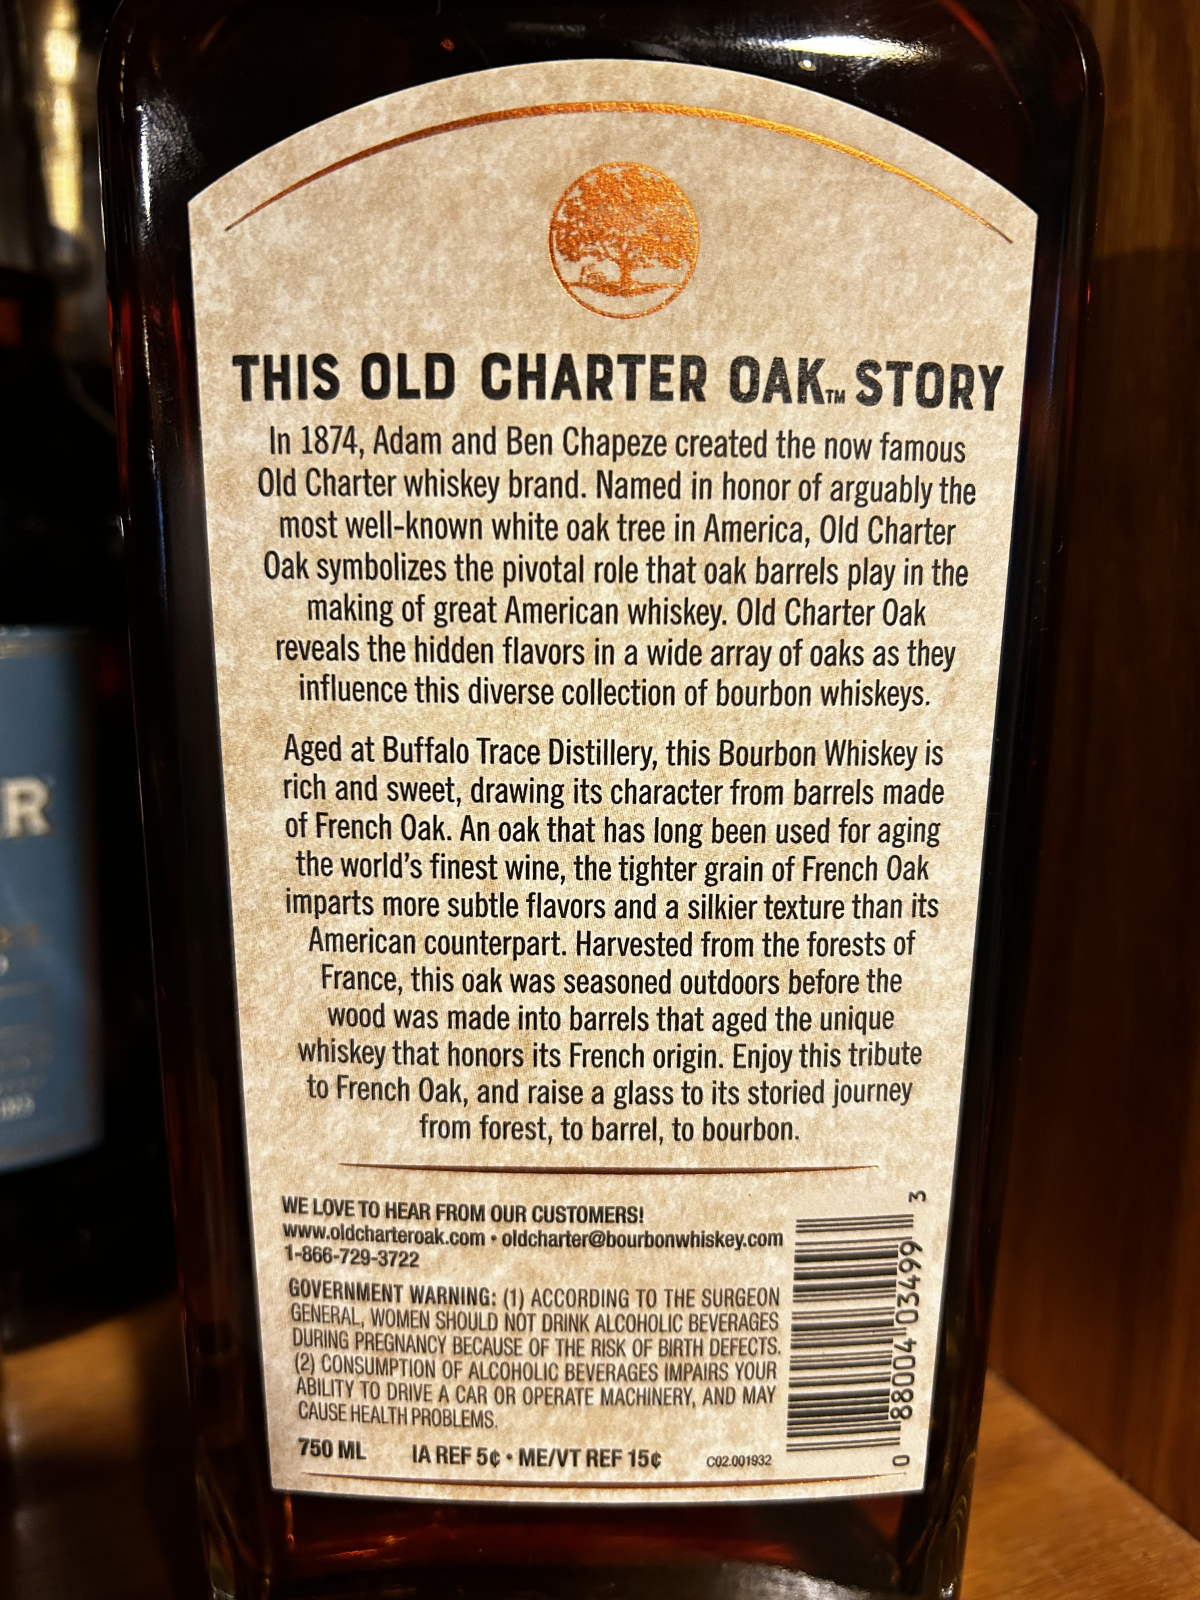 THIS OLD CHARTER OAK™ STORY
In 1874, Adam and Ben Chapeze created the now famous
Old Charter whiskey brand. Named in honor of arguably the
most well-known white oak tree in America, Old Charter
Oak symbolizes the pivotal role that oak barrels play in the
making of great American whiskey. Old Charter Oak
reveals the hidden flavors in a wide array of oaks as they
influence this diverse collection of bourbon whiskeys.
Aged at Buffalo Trace Distillery, this Bourbon Whiskey is
rich and sweet, drawing its character from barrels made
of French Oak. An oak that has long been used for aging
the world's finest wine, the tighter grain of French Oak
imparts more subtle flavors and a silkier texture than its
American counterpart. Harvested from the forests of
France, this oak was seasoned outdoors before the
wood was made into barrels that aged the unique
whiskey that honors its French origin. Enjoy this tribute
to French Oak, and raise a glass to its storied journey
from forest, to barrel, to bourbon.
WE LOVE TO HEAR FROM OUR CUSTOMERS!
www.oldcharteroak.com • oldcharter@bourbonwhiskey.com
1-866-729-3722
GOVERNMENT WARNING: (1) ACCORDING TO THE SURGEON
GENERAL, WOMEN SHOULD NOT DRINK ALCOHOLIC BEVERAGES
DURING PREGNANCY BECAUSE OF THE RISK OF BIRTH DEFECTS.
(2) CONSUMPTION OF ALCOHOLIC BEVERAGES IMPAIRS YOUR
ABILITY TO DRIVE A CAR OR OPERATE MACHINERY, AND MAY
CAUSE HEALTH PROBLEMS.
750 ML IA REF 5¢ • ME/VT REF 15¢ C02.001932
0 88004 03499 3
R